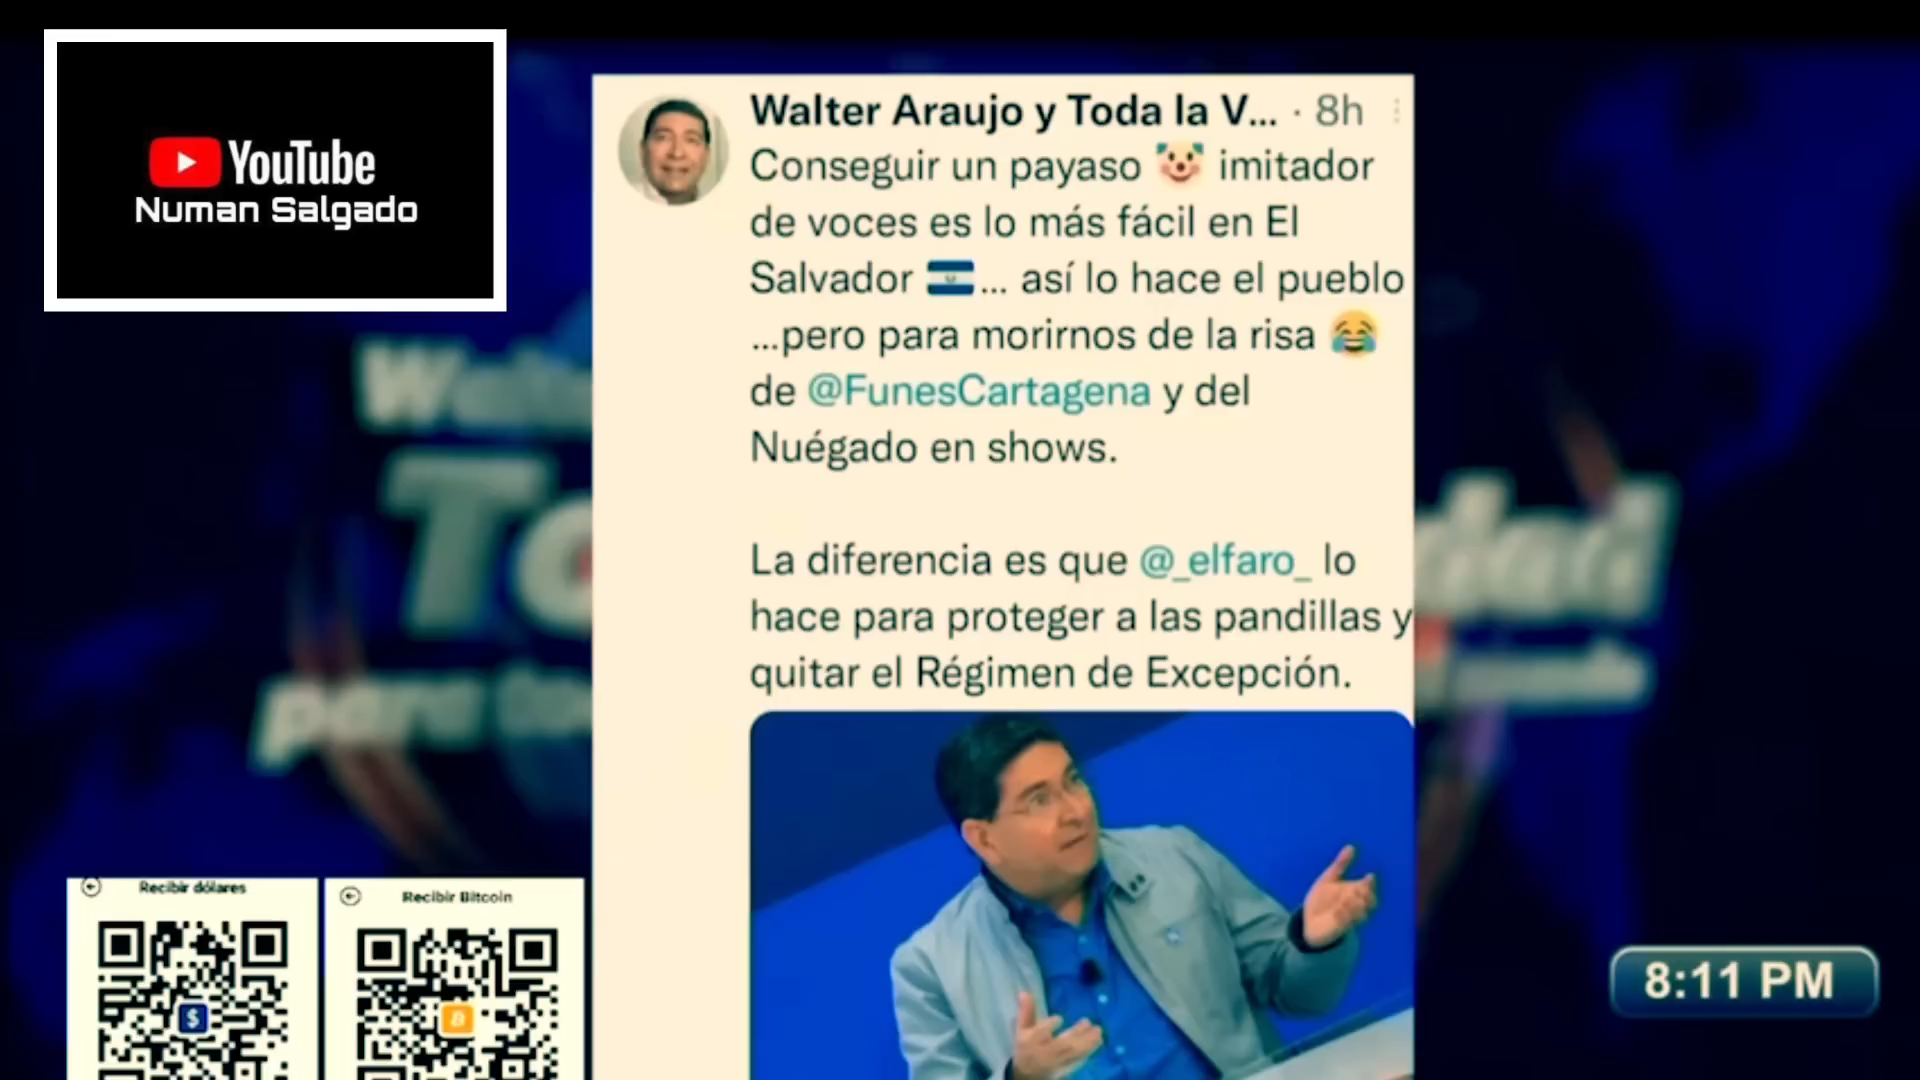 YouTube
Numan Salgado
Walter Araujo y Toda la V... · 8h
Conseguir un payaso 🤡 imitador
de voces es lo más fácil en El
Salvador 🇸🇻... así lo hace el pueblo
...pero para morirnos de la risa 😂
de @FunesCartagena y del
Nuégado en shows.
La diferencia es que @_elfaro_ lo
hace para proteger a las pandillas y
quitar el Régimen de Excepción.
Recibir dólares
Recibir Bitcoin
8:11 PM